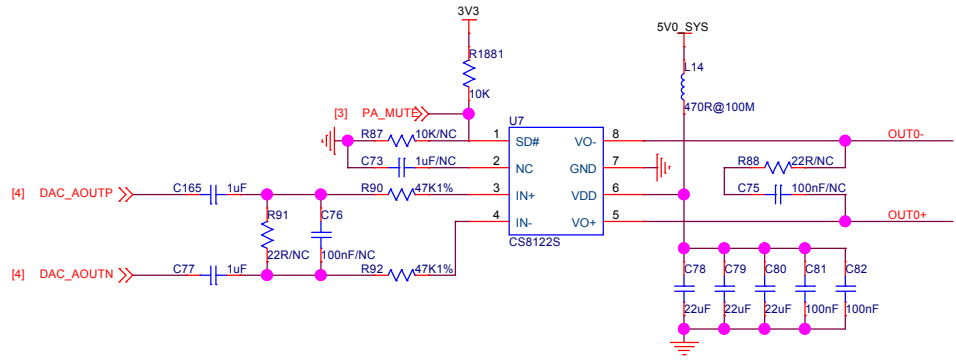 3V3
5V0_SYS
R1881
10K
L14
470R@100M
[3] PA_MUTE
U7
R87 10K/NC 1 SD# VO- 8 OUT0-
C73 1uF/NC 2 NC GND 7
R88 22R/NC
[4] DAC_AOUTP C165 1uF R90 47K1% 3 IN+ VDD 6
C75 100nF/NC
R91 C76
4 IN- VO+ 5 OUT0+
CS8122S
22R/NC 100nF/NC
[4] DAC_AOUTN C77 1uF R92 47K1%
C78 C79 C80 C81 C82
22uF 22uF 22uF 100nF 100nF